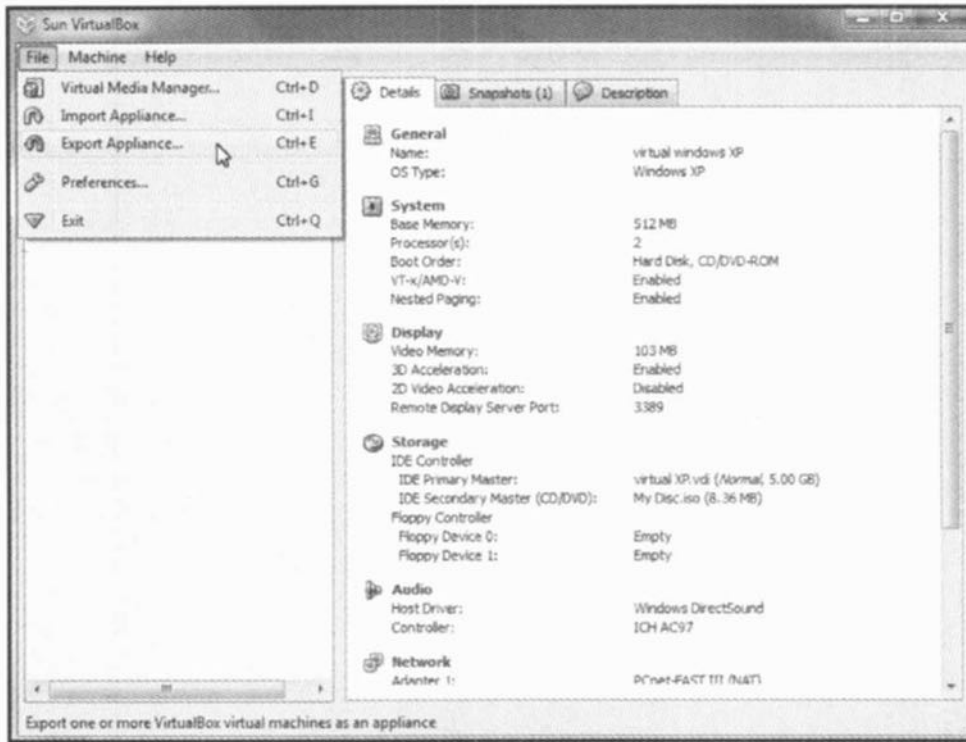 Sun VirtualBox
File Machine Help
Virtual Media Manager... Ctrl+D
Import Appliance... Ctrl+I
Export Appliance... Ctrl+E
Preferences... Ctrl+G
Exit Ctrl+Q
Details Snapshots (1) Description
General
Name: virtual windows XP
OS Type: Windows XP
System
Base Memory: 512 MB
Processor(s): 2
Boot Order: Hard Disk, CD/DVD-ROM
VT-x/AMD-V: Enabled
Nested Paging: Enabled
Display
Video Memory: 103 MB
3D Acceleration: Enabled
2D Video Acceleration: Disabled
Remote Display Server Port: 3389
Storage
IDE Controller
IDE Primary Master: virtual XP.vdi (Normal, 5.00 GB)
IDE Secondary Master (CD/DVD): My Disc.iso (8.36 MB)
Floppy Controller
Floppy Device 0: Empty
Floppy Device 1: Empty
Audio
Host Driver: Windows DirectSound
Controller: ICH AC97
Network
Adapter 1: PCnet-FAST III (NAT)
Export one or more VirtualBox virtual machines as an appliance